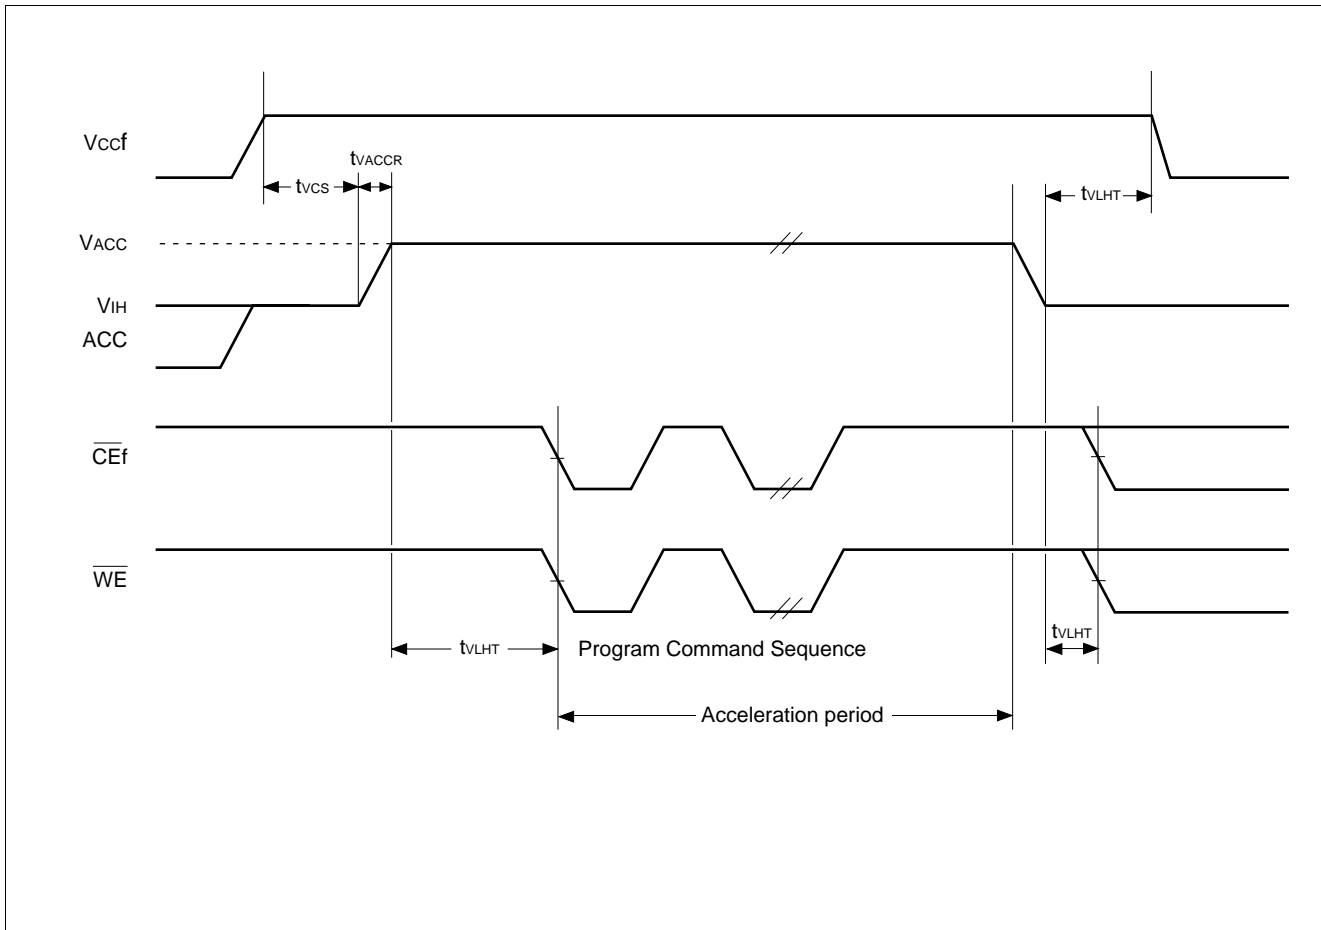 VCCf
tVACCR
tVCS
tVLHT
VACC
VIH
ACC
CEf
WE
tVLHT
Program Command Sequence
tVLHT
Acceleration period